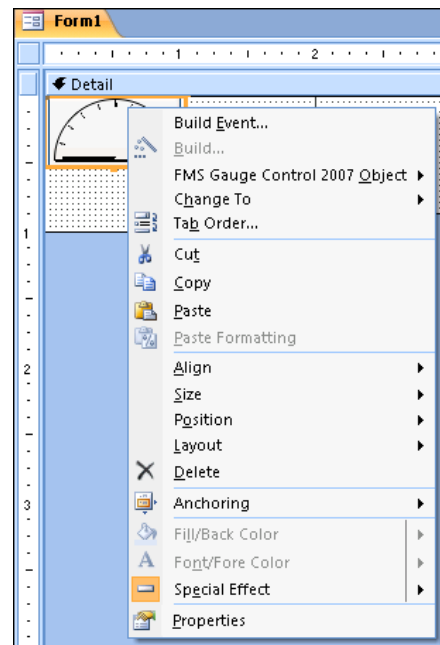 Form1
1 2
Detail
Build Event...
Build...
FMS Gauge Control 2007 Object
Change To
Tab Order...
1
Cut
Copy
Paste
Paste Formatting
2
Align
Size
Position
Layout
Delete
3
Anchoring
Fill/Back Color
A Font/Fore Color
Special Effect
Properties